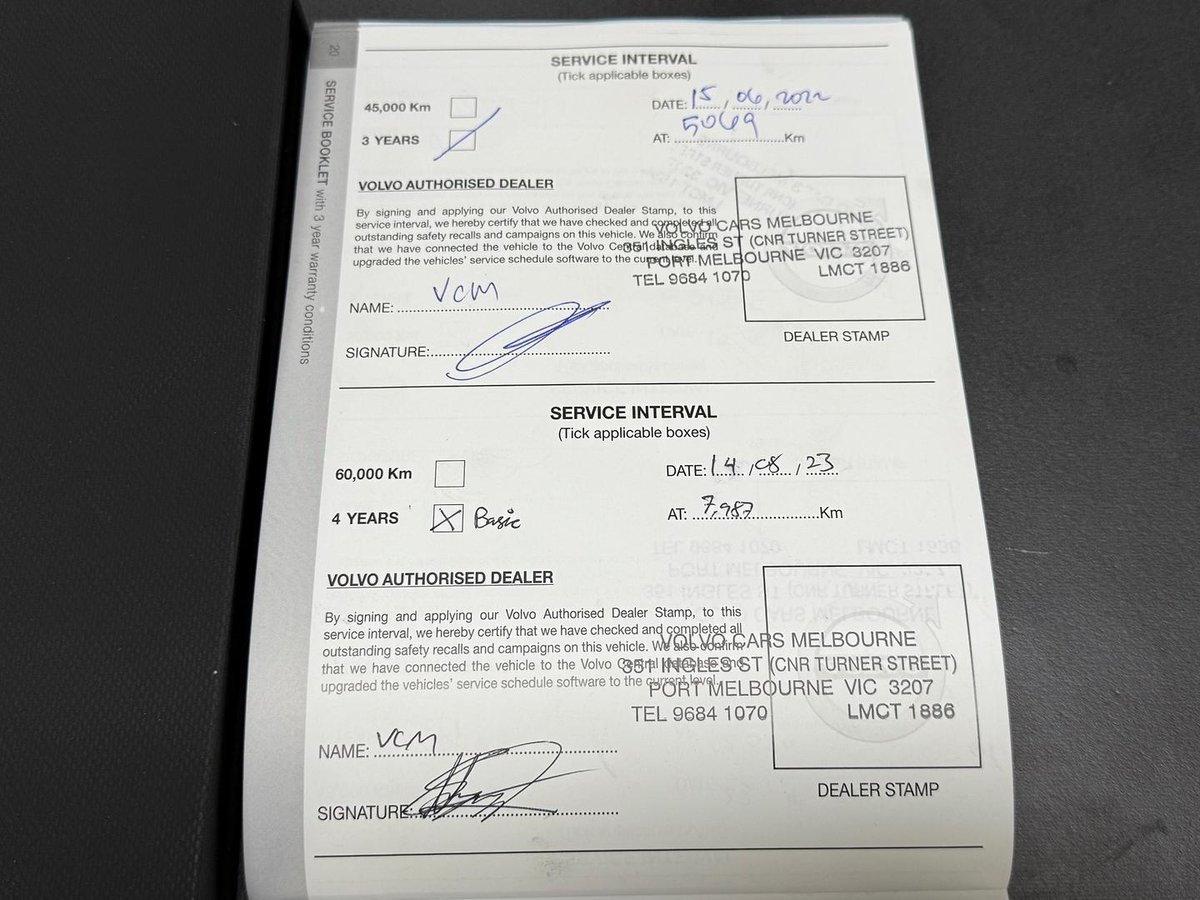 20
SERVICE BOOKLET with 3 year warranty conditions
SERVICE INTERVAL
(Tick applicable boxes)
45,000 Km
DATE: 15 / 06 / 2022
3 YEARS
AT: 5069 Km
VOLVO AUTHORISED DEALER
By signing and applying our Volvo Authorised Dealer Stamp, to this
service interval, we hereby certify that we have checked and completed all
outstanding safety recalls and campaigns on this vehicle. We also confirm
that we have connected the vehicle to the Volvo Central database and
upgraded the vehicles' service schedule software to the current level.
VOLVO CARS MELBOURNE
351 INGLES ST (CNR TURNER STREET)
PORT MELBOURNE VIC 3207
TEL 9684 1070 LMCT 1886
NAME: VCM
DEALER STAMP
SIGNATURE:
SERVICE INTERVAL
(Tick applicable boxes)
60,000 Km
DATE: 14 / 08 / 23
4 YEARS X Basic
AT: 7,987 Km
VOLVO AUTHORISED DEALER
By signing and applying our Volvo Authorised Dealer Stamp, to this
service interval, we hereby certify that we have checked and completed all
outstanding safety recalls and campaigns on this vehicle. We also confirm
that we have connected the vehicle to the Volvo Central database and
upgraded the vehicles' service schedule software to the current level.
VOLVO CARS MELBOURNE
351 INGLES ST (CNR TURNER STREET)
PORT MELBOURNE VIC 3207
TEL 9684 1070 LMCT 1886
NAME: VCM
DEALER STAMP
SIGNATURE: